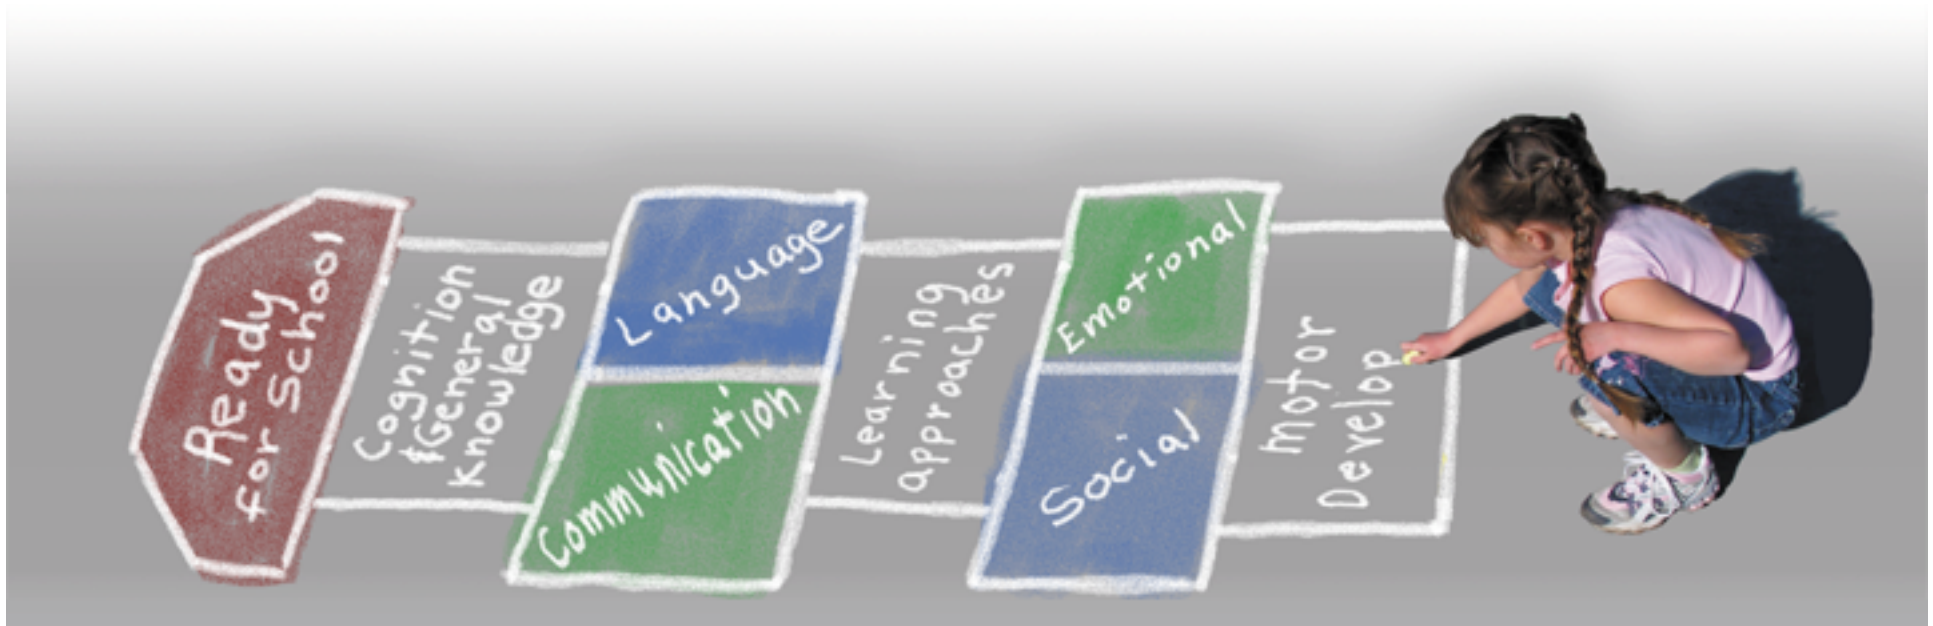 Ready
for School
Cognition
&General
Knowledge
Language
Communication
Learning
approaches
Emotional
Social
Motor
Develop